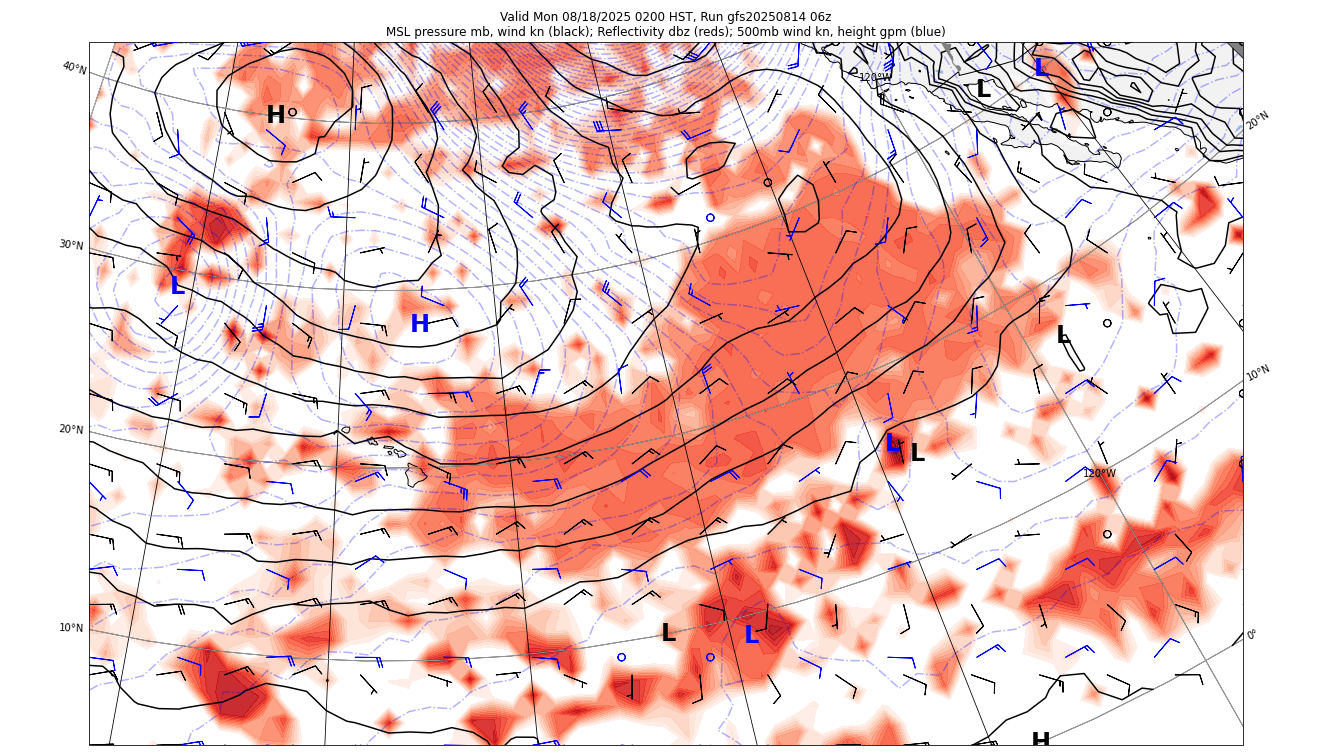 Valid Mon 08/18/2025 0200 HST, Run gfs20250814 06z
MSL pressure mb, wind kn (black); Reflectivity dbz (reds); 500mb wind kn, height gpm (blue)
40°N
120°W
L
L
H
20°N
30°N
L
H
L
10°N
20°N
L
L
120°W
10°N
L
L
0°
H